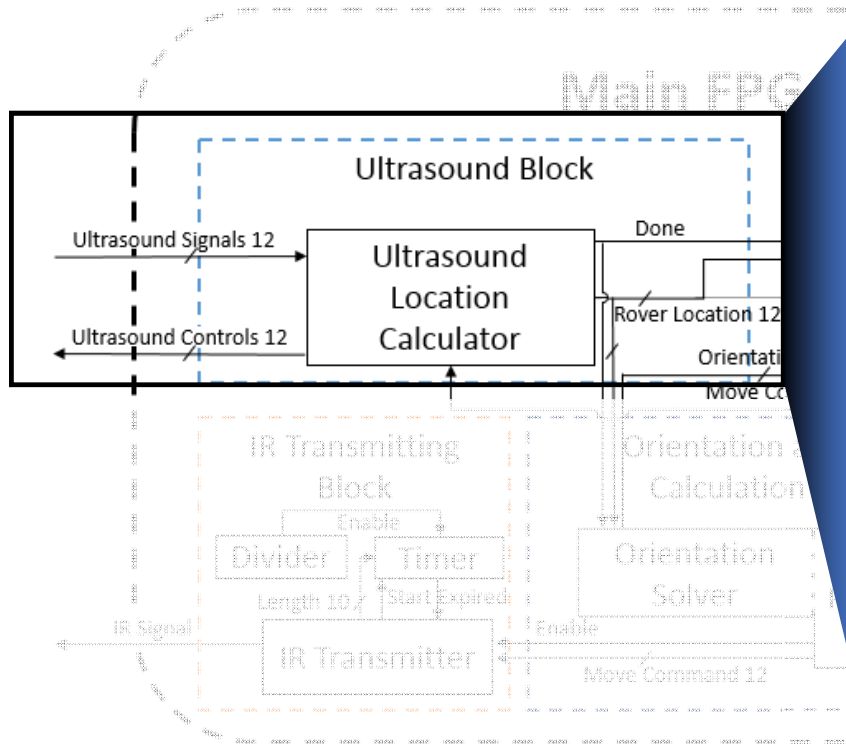 Main FPG
Ultrasound Block
Ultrasound Signals 12
Ultrasound
Location
Calculator
Done
Rover Location 12
Ultrasound Controls 12
Orientati
Move Co
IR Transmitting
Block
Orientation
Calculation
Enable
Divider
Timer
Orientation
Solver
Length 10
Start
Expired
IR Signal
IR Transmitter
Enable
Move Command 12